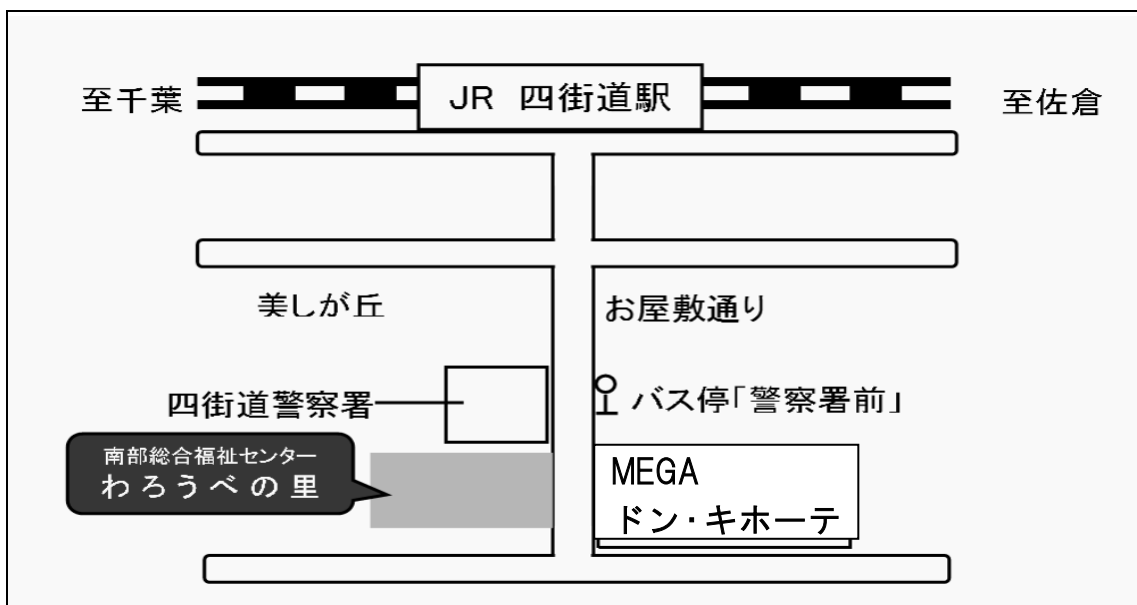 至千葉
JR 四街道駅
至佐倉
美しが丘
お屋敷通り
四街道警察署
バス停「警察署前」
南部総合福祉センター
わろうべの里
MEGA
ドン・キホーテ